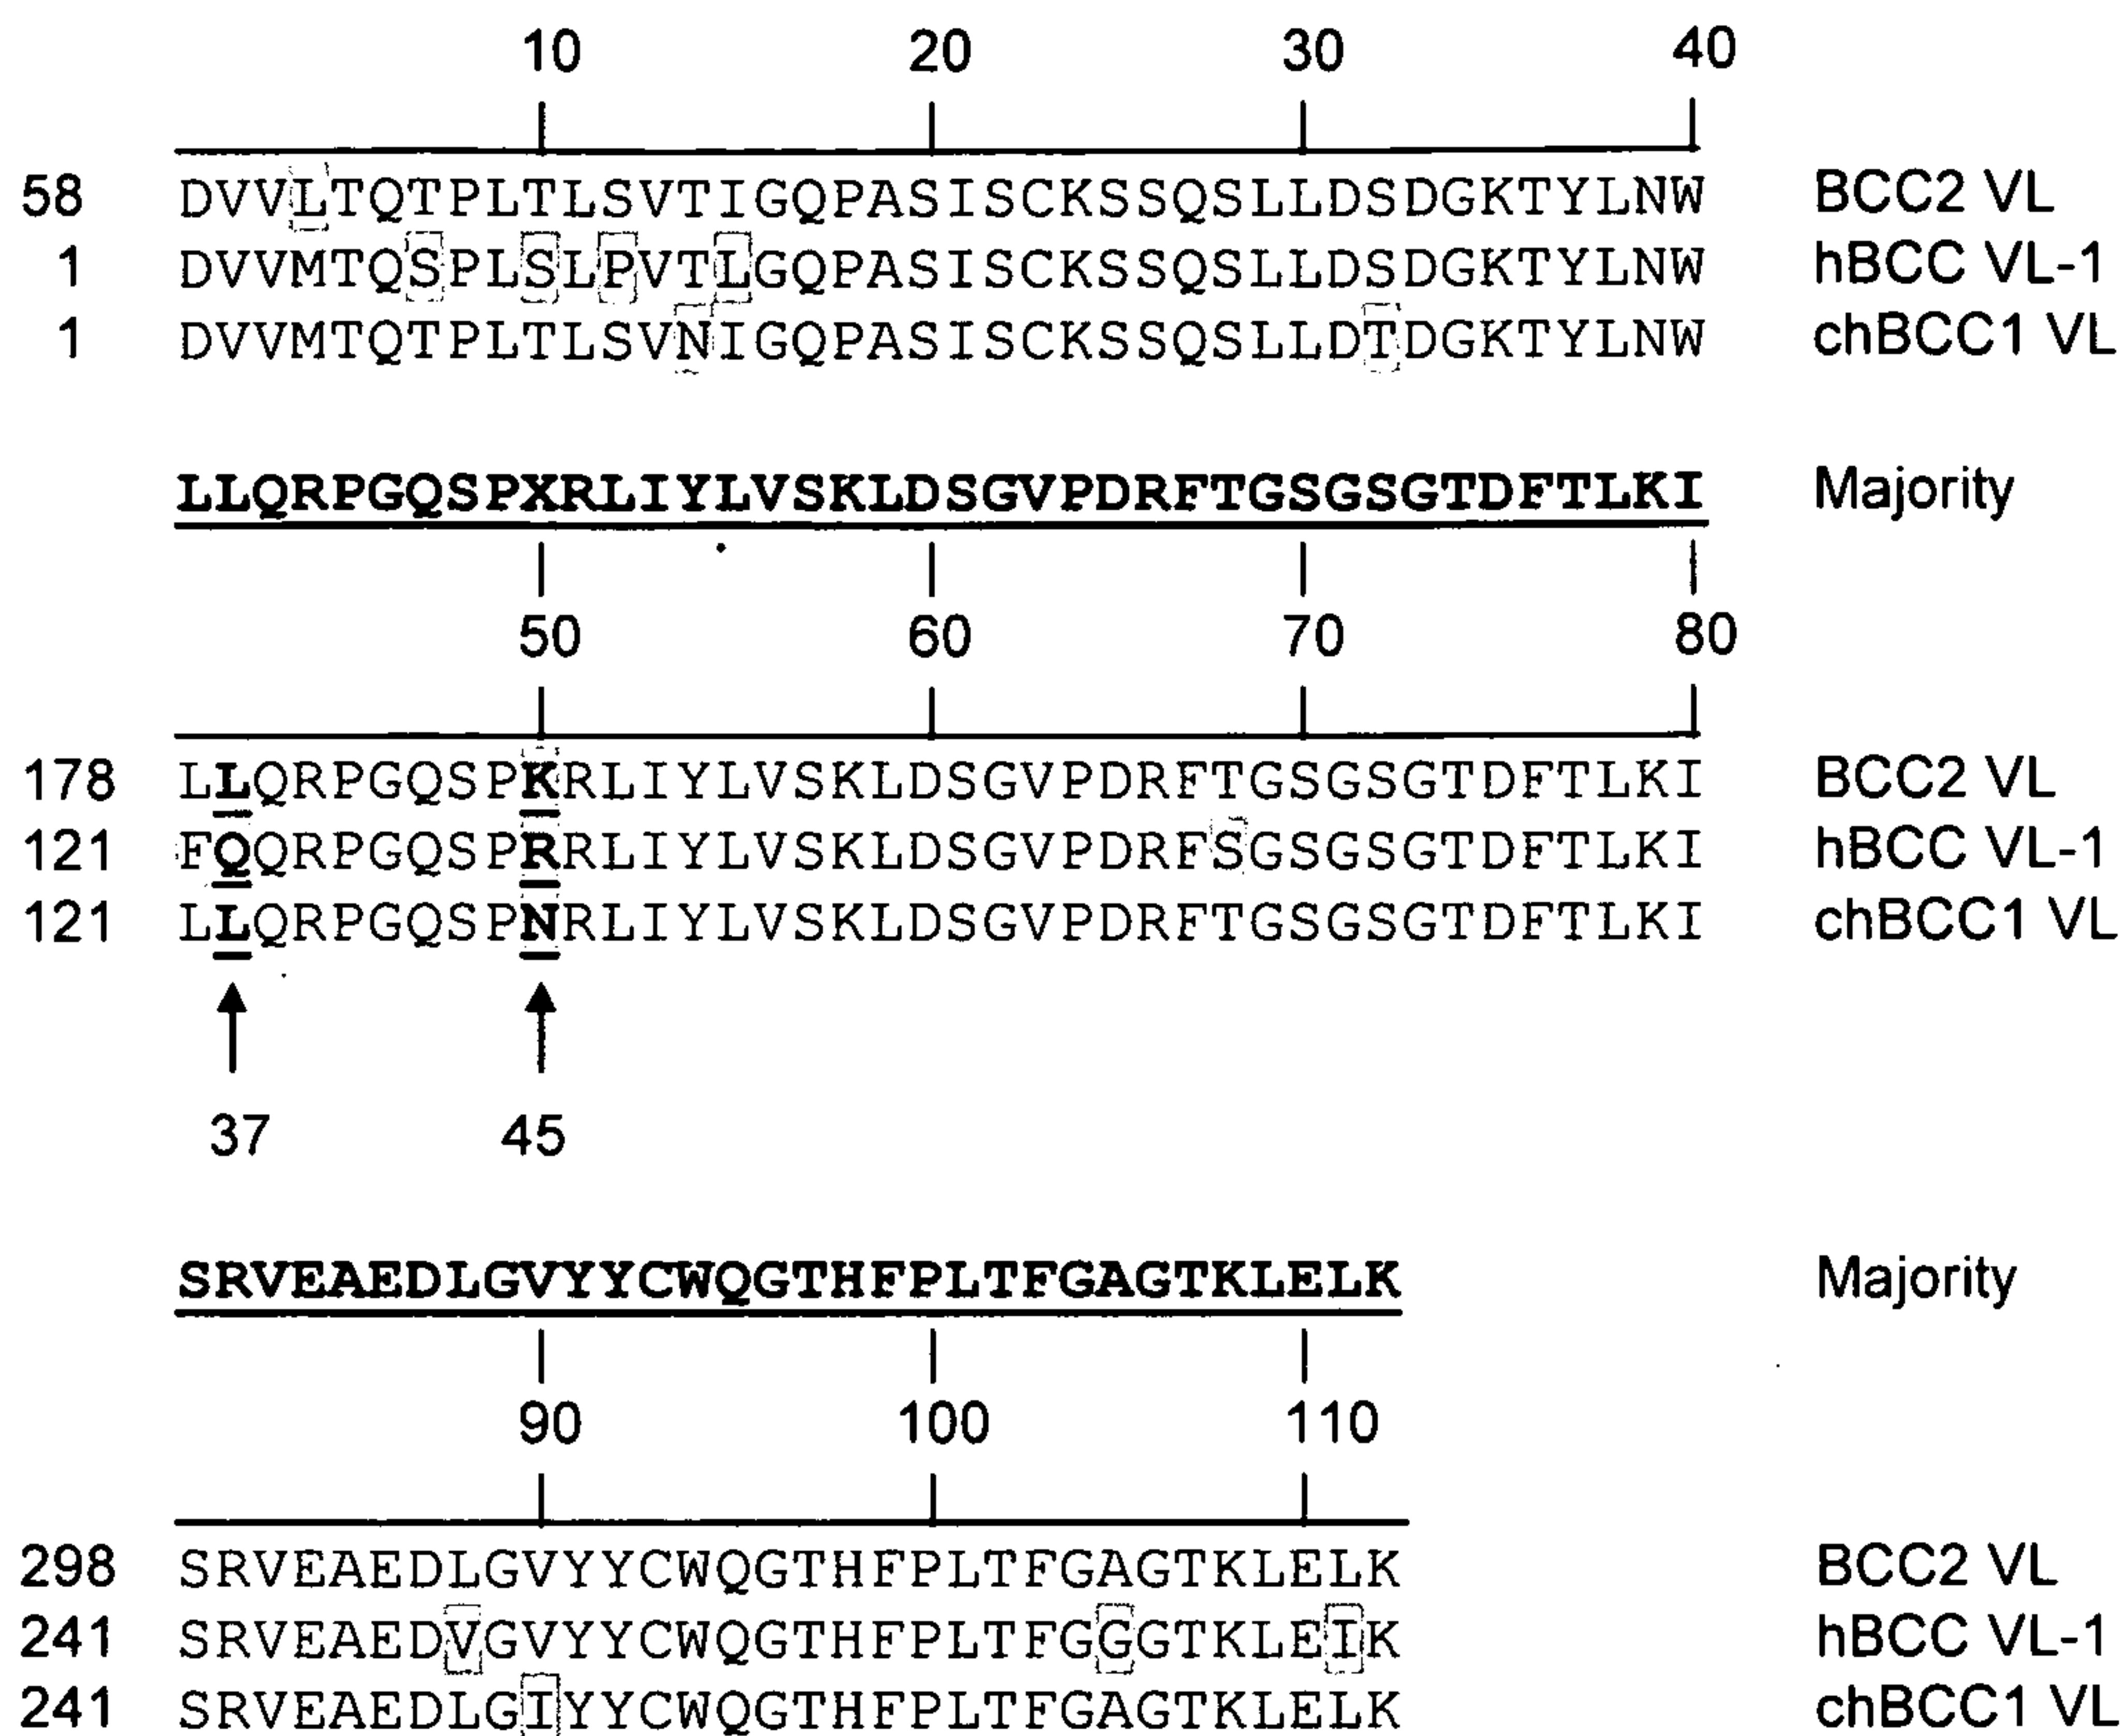 10 20 30 40
58 DVVLTQTPLTLSVTIGQPASISCKSSQSLLDSDGKTYLNW BCC2 VL
1 DVVMTQSPLSLPVTLGQPASISCKSSQSLLDSDGKTYLNW hBCC VL-1
1 DVVMTQTPLTLSVNIGQPASISCKSSQSLLDTDGKTYLNW chBCC1 VL
LLQRPGQSPXRLIYLVSKLDSGVPDRFTGSGSGTDFTLKI Majority
50 60 70 80
178 LLQRPGQSPKRLIYLVSKLDSGVPDRFTGSGSGTDFTLKI BCC2 VL
121 FQQRPGQSPRRLIYLVSKLDSGVPDRFSGSGSGTDFTLKI hBCC VL-1
121 LLQRPGQSPNRLIYLVSKLDSGVPDRFTGSGSGTDFTLKI chBCC1 VL
37 45
SRVEAEDLGVYYCWQGTHFPLTFGAGTKLELK Majority
90 100 110
298 SRVEAEDLGVYYCWQGTHFPLTFGAGTKLELK BCC2 VL
241 SRVEAEDVGVYYCWQGTHFPLTFGGGTKLEIK hBCC VL-1
241 SRVEAEDLGIYYCWQGTHFPLTFGAGTKLELK chBCC1 VL